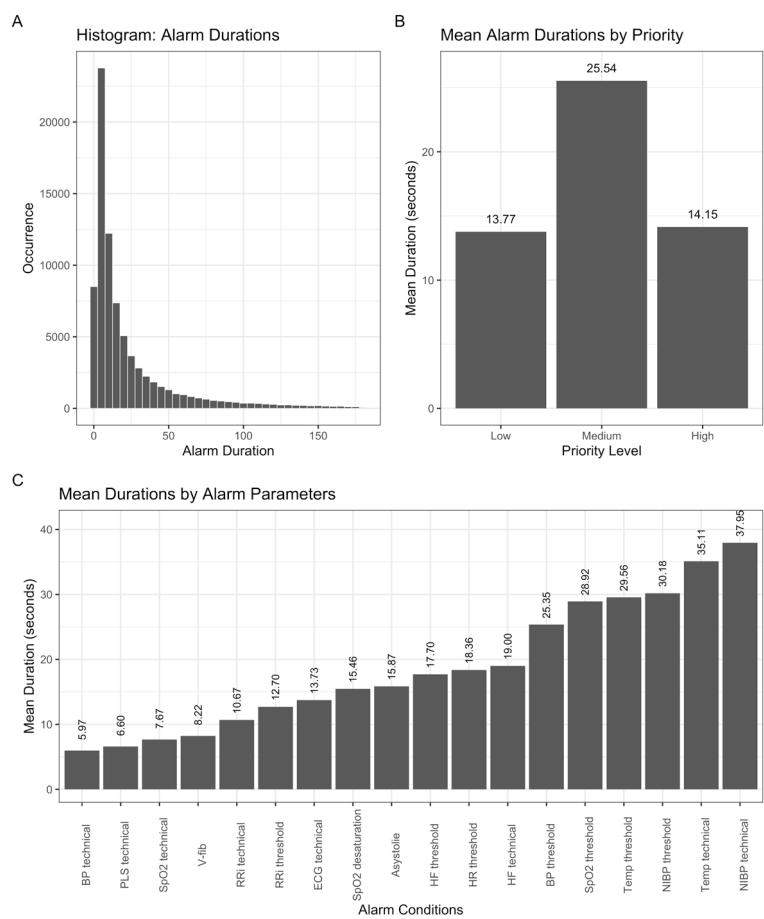 A
Histogram: Alarm Durations
20000
15000
10000
5000
0
Occurrence
0 50 100 150
Alarm Duration
B
Mean Alarm Durations by Priority
25.54
13.77
14.15
20
10
0
Mean Duration (seconds)
Low Medium High
Priority Level
C
Mean Durations by Alarm Parameters
40
30
20
10
0
Mean Duration (seconds)
5.97
6.60
7.67
8.22
10.67
12.70
13.73
15.46
15.87
17.70
18.36
19.00
25.35
28.92
29.56
30.18
35.11
37.95
BP technical
PLS technical
SpO2 technical
V-fib
RRi technical
RRi threshold
ECG technical
SpO2 desaturation
Asystolie
HF threshold
HR threshold
HF technical
BP threshold
SpO2 threshold
Temp threshold
NIBP threshold
Temp technical
NIBP technical
Alarm Conditions